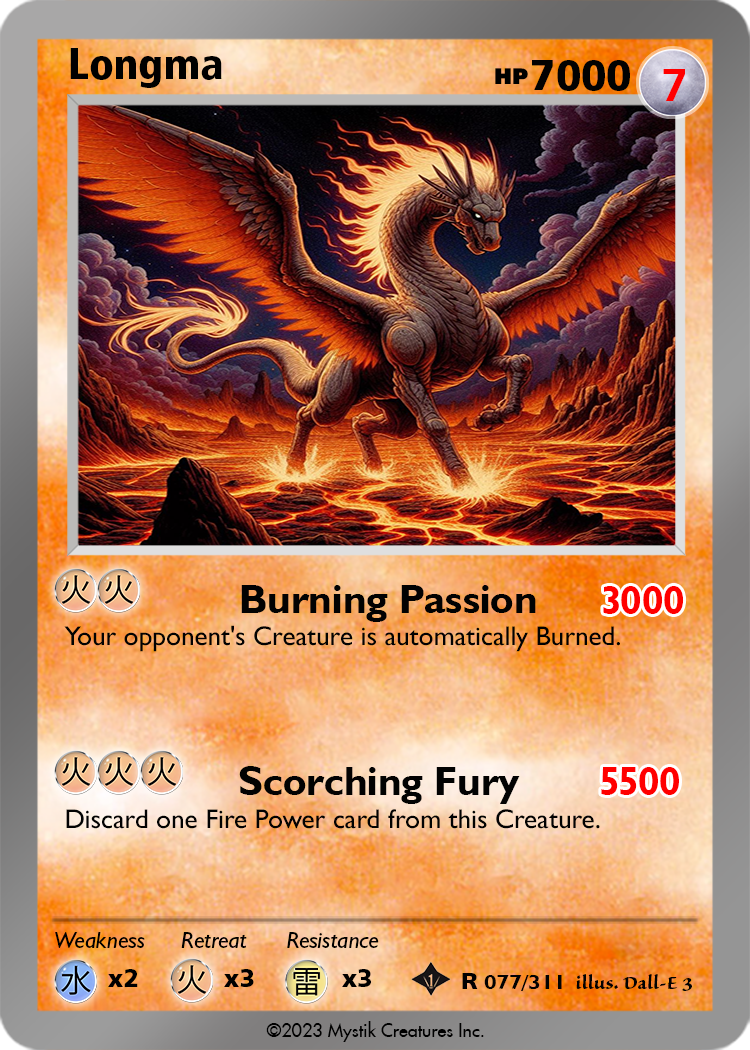 Longma HP7000 7
火火 Burning Passion 3000
Your opponent's Creature is automatically Burned.
火火火 Scorching Fury 5500
Discard one Fire Power card from this Creature.
Weakness Retreat Resistance
水 x2 火 x3 雷 x3 1 R 077/311 illus. Dall-E 3
©2023 Mystik Creatures Inc.